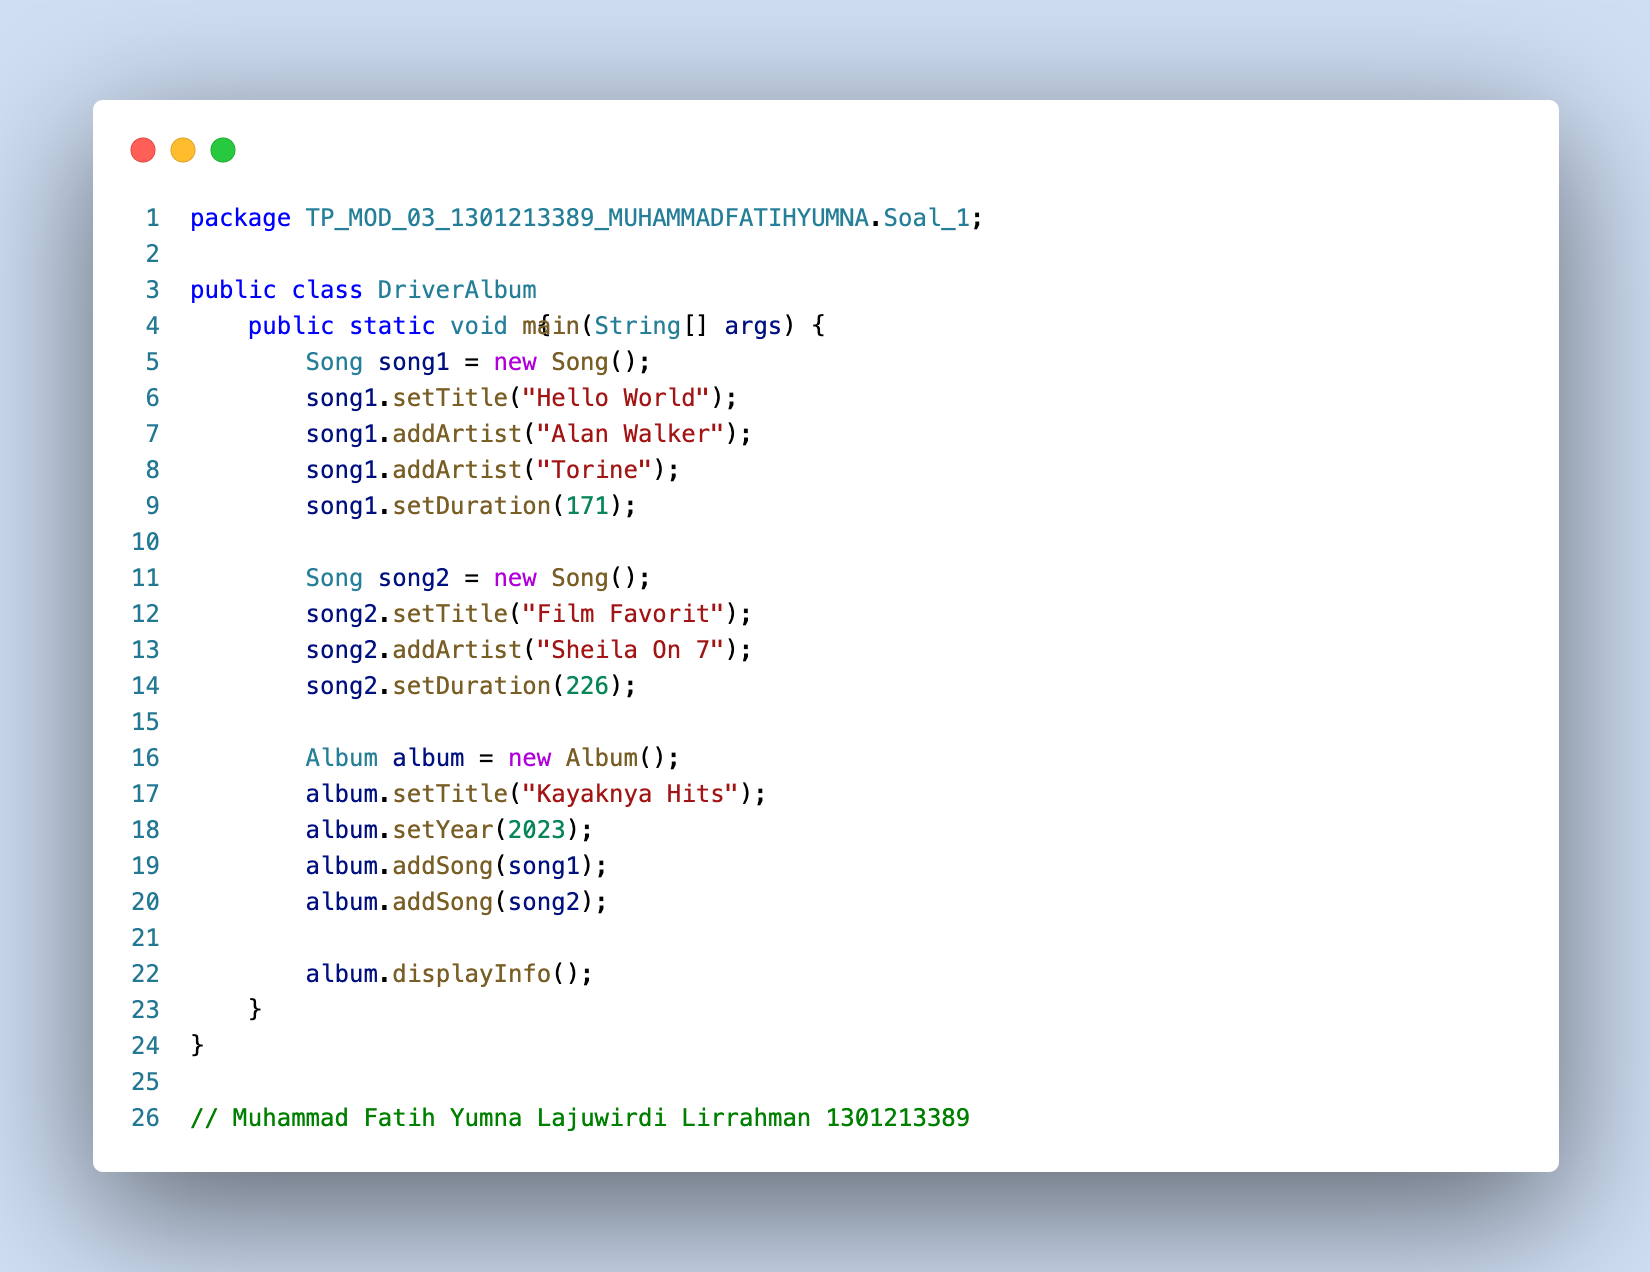 1 package TP_MOD_03_1301213389_MUHAMMADFATIHYUMNA.Soal_1;
2
3 public class DriverAlbum
4     public static void main{(String[] args) {
5         Song song1 = new Song();
6         song1.setTitle("Hello World");
7         song1.addArtist("Alan Walker");
8         song1.addArtist("Torine");
9         song1.setDuration(171);
10
11         Song song2 = new Song();
12         song2.setTitle("Film Favorit");
13         song2.addArtist("Sheila On 7");
14         song2.setDuration(226);
15
16         Album album = new Album();
17         album.setTitle("Kayaknya Hits");
18         album.setYear(2023);
19         album.addSong(song1);
20         album.addSong(song2);
21
22         album.displayInfo();
23     }
24 }
25
26 // Muhammad Fatih Yumna Lajuwirdi Lirrahman 1301213389